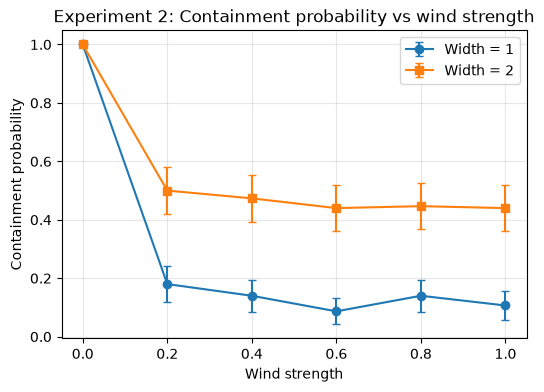 Experiment 2: Containment probability vs wind strength
Width = 1
Width = 2
Containment probability
1.0
0.8
0.6
0.4
0.2
0.0
0.0 0.2 0.4 0.6 0.8 1.0
Wind strength